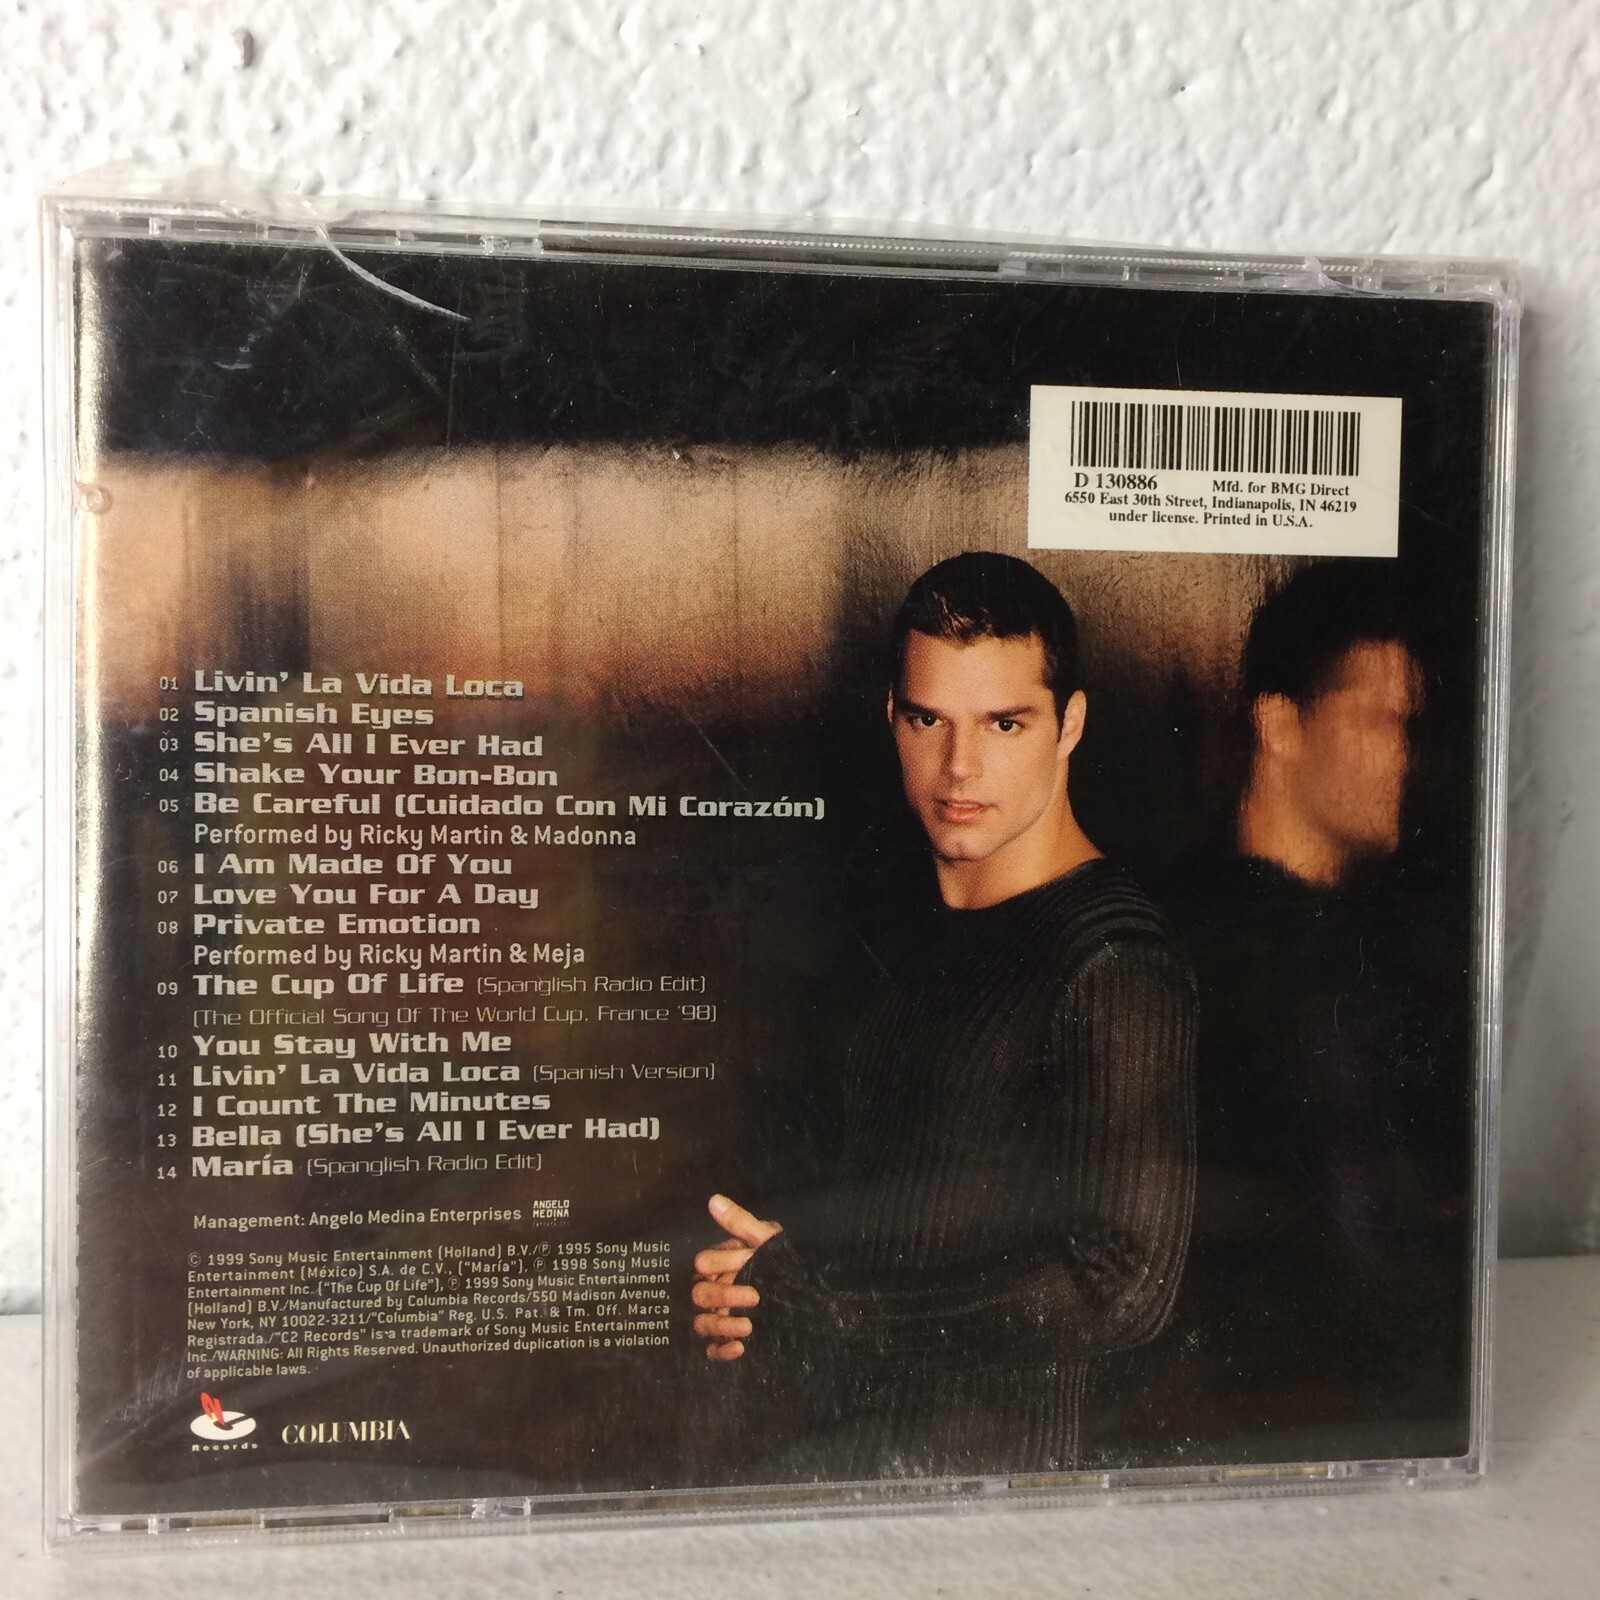 D 130886 Mfd. for BMG Direct
6550 East 30th Street, Indianapolis, IN 46219
under license. Printed in U.S.A.
01 Livin' La Vida Loca
02 Spanish Eyes
03 She's All I Ever Had
04 Shake Your Bon-Bon
05 Be Careful (Cuidado Con Mi Corazón)
Performed by Ricky Martin & Madonna
06 I Am Made Of You
07 Love You For A Day
08 Private Emotion
Performed by Ricky Martin & Meja
09 The Cup Of Life (Spanglish Radio Edit)
(The Official Song Of The World Cup, France '98)
10 You Stay With Me
11 Livin' La Vida Loca (Spanish Version)
12 I Count The Minutes
13 Bella (She's All I Ever Had)
14 María (Spanglish Radio Edit)
Management: Angelo Medina Enterprises
ANGELO
MEDINA
© 1999 Sony Music Entertainment (Holland) B.V./℗ 1995 Sony Music
Entertainment (México) S.A. de C.V., ("María"), ℗ 1998 Sony Music
Entertainment Inc. ("The Cup Of Life"), ℗ 1999 Sony Music Entertainment
(Holland) B.V./Manufactured by Columbia Records/550 Madison Avenue,
New York, NY 10022-3211/"Columbia" Reg. U.S. Pat. & Tm. Off. Marca
Registrada./"C2 Records" is a trademark of Sony Music Entertainment
Inc./WARNING: All Rights Reserved. Unauthorized duplication is a violation
of applicable laws.
C2 Records COLUMBIA